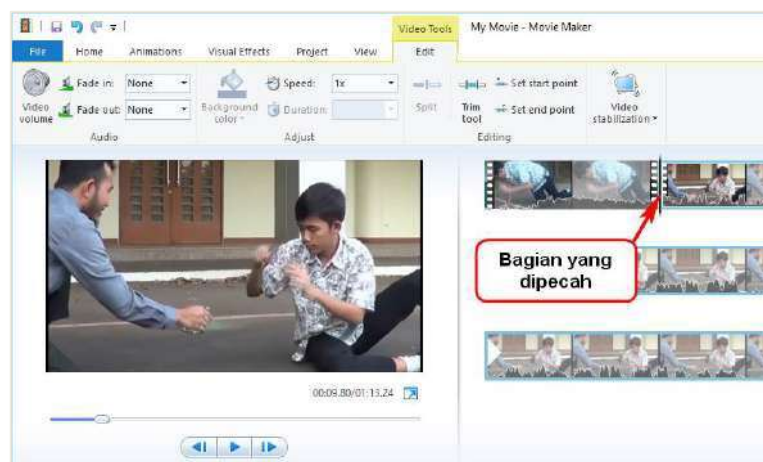 Video Tools My Movie - Movie Maker
File Home Animations Visual Effects Project View Edit
Video volume
Fade in: None
Fade out: None
Audio
Background color
Speed: 1x
Duration:
Adjust
Split
Trim tool
Set start point
Set end point
Editing
Video stabilization
Bagian yang
dipecah
00:09.80/01:13.24